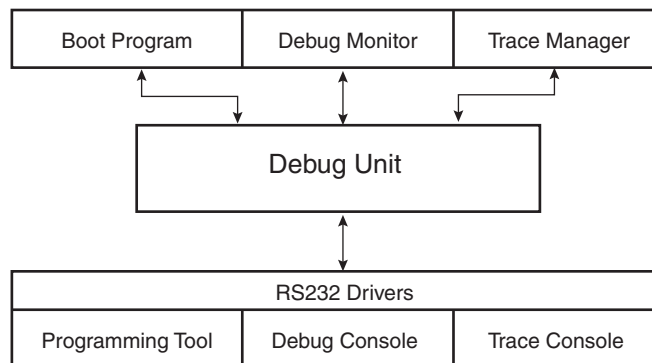 Boot Program
Debug Monitor
Trace Manager
Debug Unit
RS232 Drivers
Programming Tool
Debug Console
Trace Console